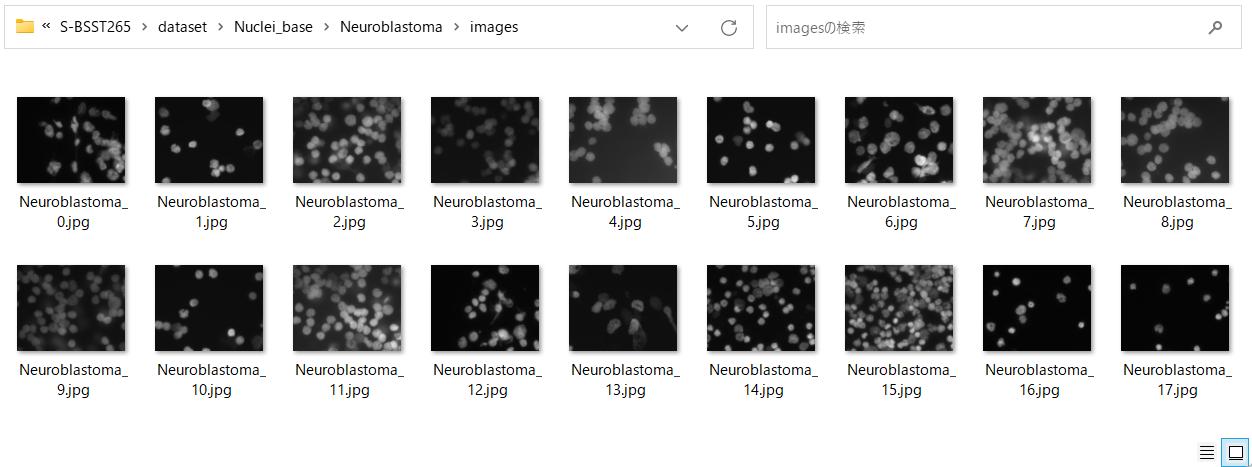 « S-BSST265 > dataset > Nuclei_base > Neuroblastoma > images
imagesの検索
Neuroblastoma_0.jpg
Neuroblastoma_1.jpg
Neuroblastoma_2.jpg
Neuroblastoma_3.jpg
Neuroblastoma_4.jpg
Neuroblastoma_5.jpg
Neuroblastoma_6.jpg
Neuroblastoma_7.jpg
Neuroblastoma_8.jpg
Neuroblastoma_9.jpg
Neuroblastoma_10.jpg
Neuroblastoma_11.jpg
Neuroblastoma_12.jpg
Neuroblastoma_13.jpg
Neuroblastoma_14.jpg
Neuroblastoma_15.jpg
Neuroblastoma_16.jpg
Neuroblastoma_17.jpg